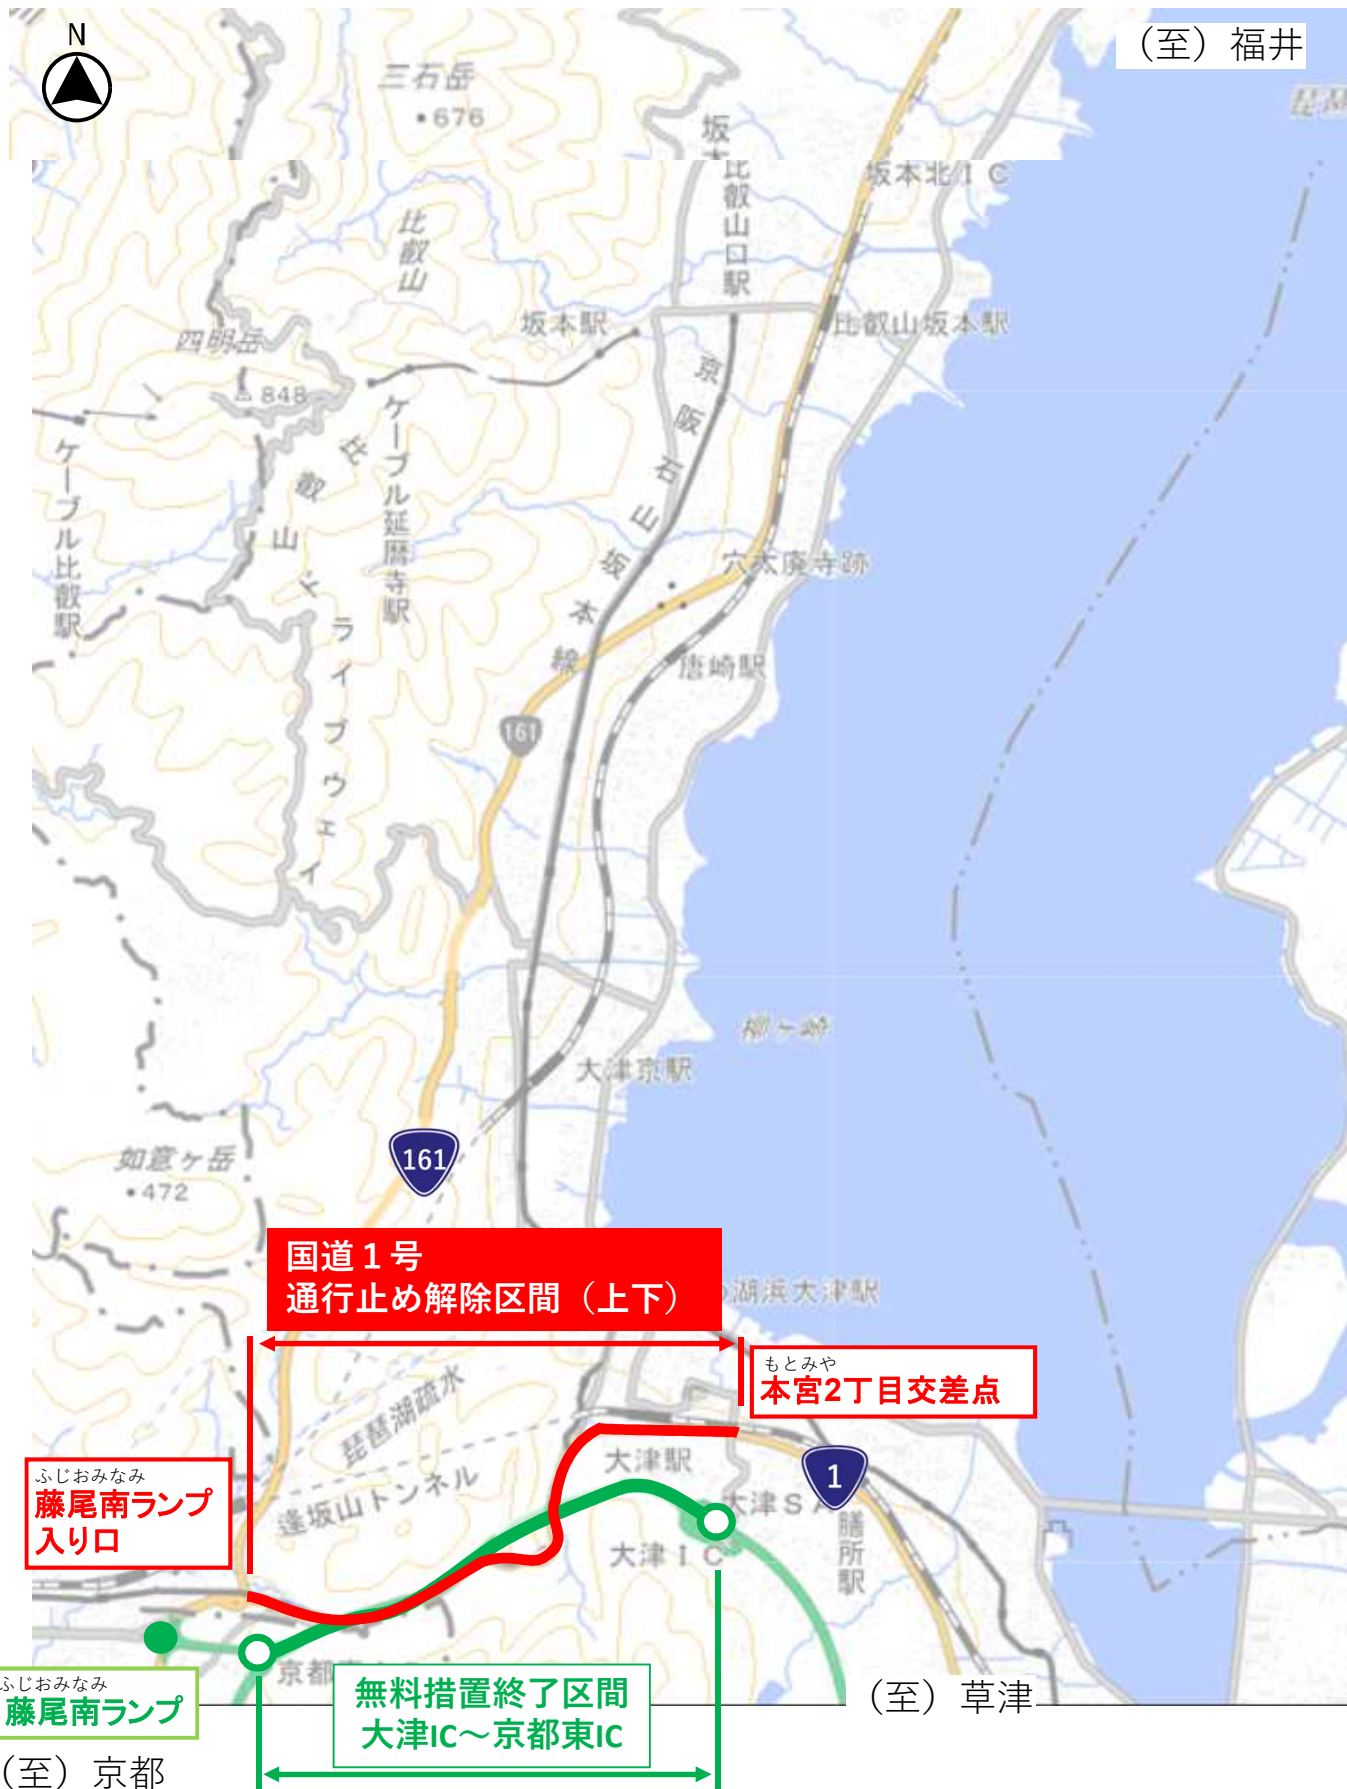 N
(至)福井
三石岳
676
坂本北IC
比叡山口駅
比叡山
坂本駅
比叡山坂本駅
四明岳
848
京阪石山坂本線
ケーブル延暦寺駅
ケーブル比叡駅
比叡山ドライブウェイ
穴太廃寺跡
唐崎駅
161
柳ヶ崎
大津京駅
161
如意ヶ岳
472
国道1号
通行止め解除区間(上下)
湖浜大津駅
もとみや
本宮2丁目交差点
琵琶湖疏水
ふじおみなみ
藤尾南ランプ
入り口
逢坂山トンネル
大津駅
1
大津S
大津IC
膳所駅
京都
ふじおみなみ
藤尾南ランプ
無料措置終了区間
大津IC~京都東IC
(至)草津
(至)京都